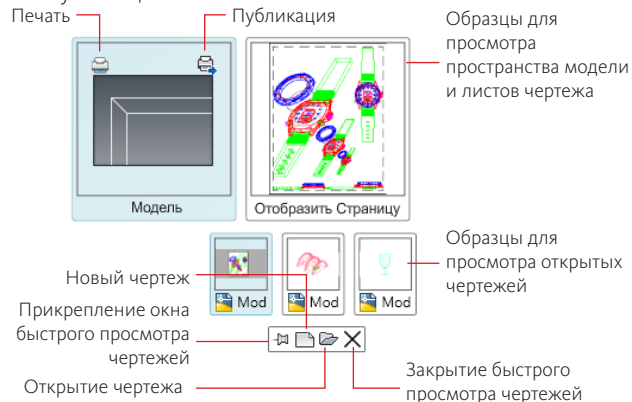 Печать
Публикация
Образцы для
просмотра
пространства модели
и листов чертежа
Модель
Отобразить Страницу
Образцы для
просмотра открытых
чертежей
Mod
Mod
Mod
Новый чертеж
Прикрепление окна
быстрого просмотра
чертежей
Открытие чертежа
Закрытие быстрого
просмотра чертежей